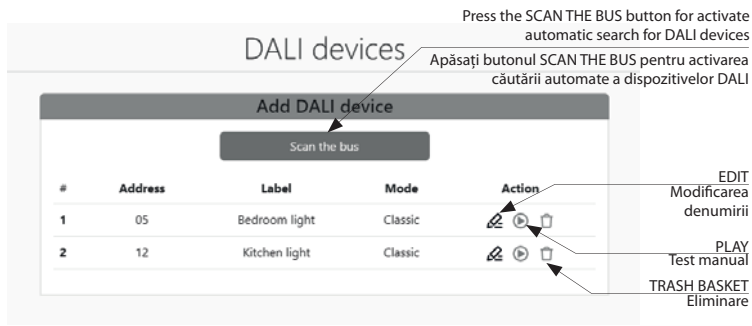 Press the SCAN THE BUS button for activate
automatic search for DALI devices
DALI devices
Apăsați butonul SCAN THE BUS pentru activarea
căutării automate a dispozitivelor DALI
Add DALI device
Scan the bus
# Address Label Mode Action
1 05 Bedroom light Classic
2 12 Kitchen light Classic
EDIT
Modificarea
denumirii
PLAY
Test manual
TRASH BASKET
Eliminare